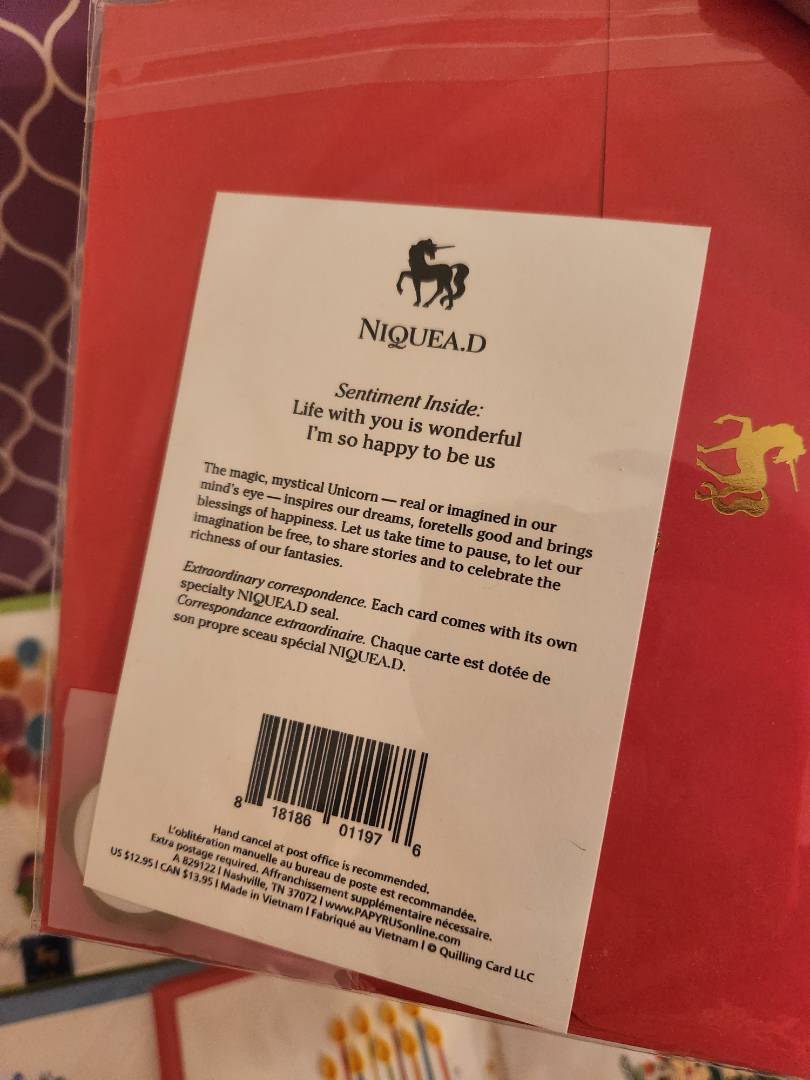 NIQUEA.D
Sentiment Inside:
Life with you is wonderful
I'm so happy to be us
The magic, mystical Unicorn — real or imagined in our
mind's eye — inspires our dreams, foretells good and brings
blessings of happiness. Let us take time to pause, to let our
imagination be free, to share stories and to celebrate the
richness of our fantasies.
Extraordinary correspondence. Each card comes with its own
specialty NIQUEA.D seal.
Correspondance extraordinaire. Chaque carte est dotée de
son propre sceau spécial NIQUEA.D.
8 18186 01197 6
Hand cancel at post office is recommended.
L'oblitération manuelle au bureau de poste est recommandée.
Extra postage required. Affranchissement supplémentaire nécessaire.
A 829122 | Nashville, TN 37072 | www.PAPYRUSonline.com
US $12.95 | CAN $13.95 | Made in Vietnam | Fabriqué au Vietnam | © Quilling Card LLC